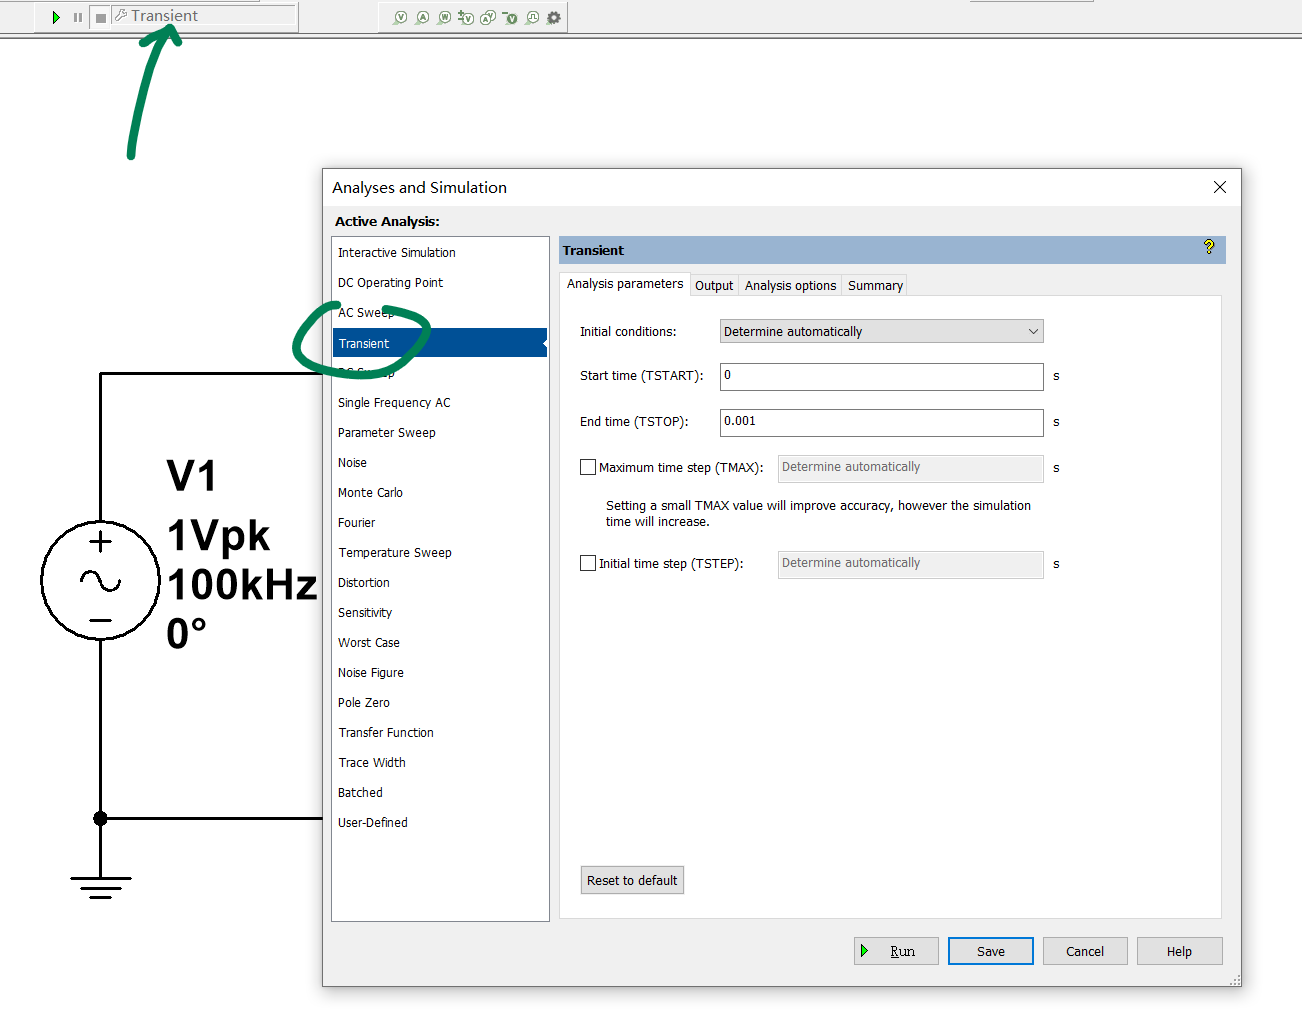 Transient
Analyses and Simulation
Active Analysis:
Interactive Simulation
DC Operating Point
AC Sweep
Transient
DC Sweep
Single Frequency AC
Parameter Sweep
Noise
Monte Carlo
Fourier
Temperature Sweep
Distortion
Sensitivity
Worst Case
Noise Figure
Pole Zero
Transfer Function
Trace Width
Batched
User-Defined
Transient
Analysis parameters Output Analysis options Summary
Initial conditions: Determine automatically
Start time (TSTART): 0 s
End time (TSTOP): 0.001 s
Maximum time step (TMAX): Determine automatically s
Setting a small TMAX value will improve accuracy, however the simulation
time will increase.
Initial time step (TSTEP): Determine automatically s
Reset to default
Run Save Cancel Help
V1
1Vpk
100kHz
0°